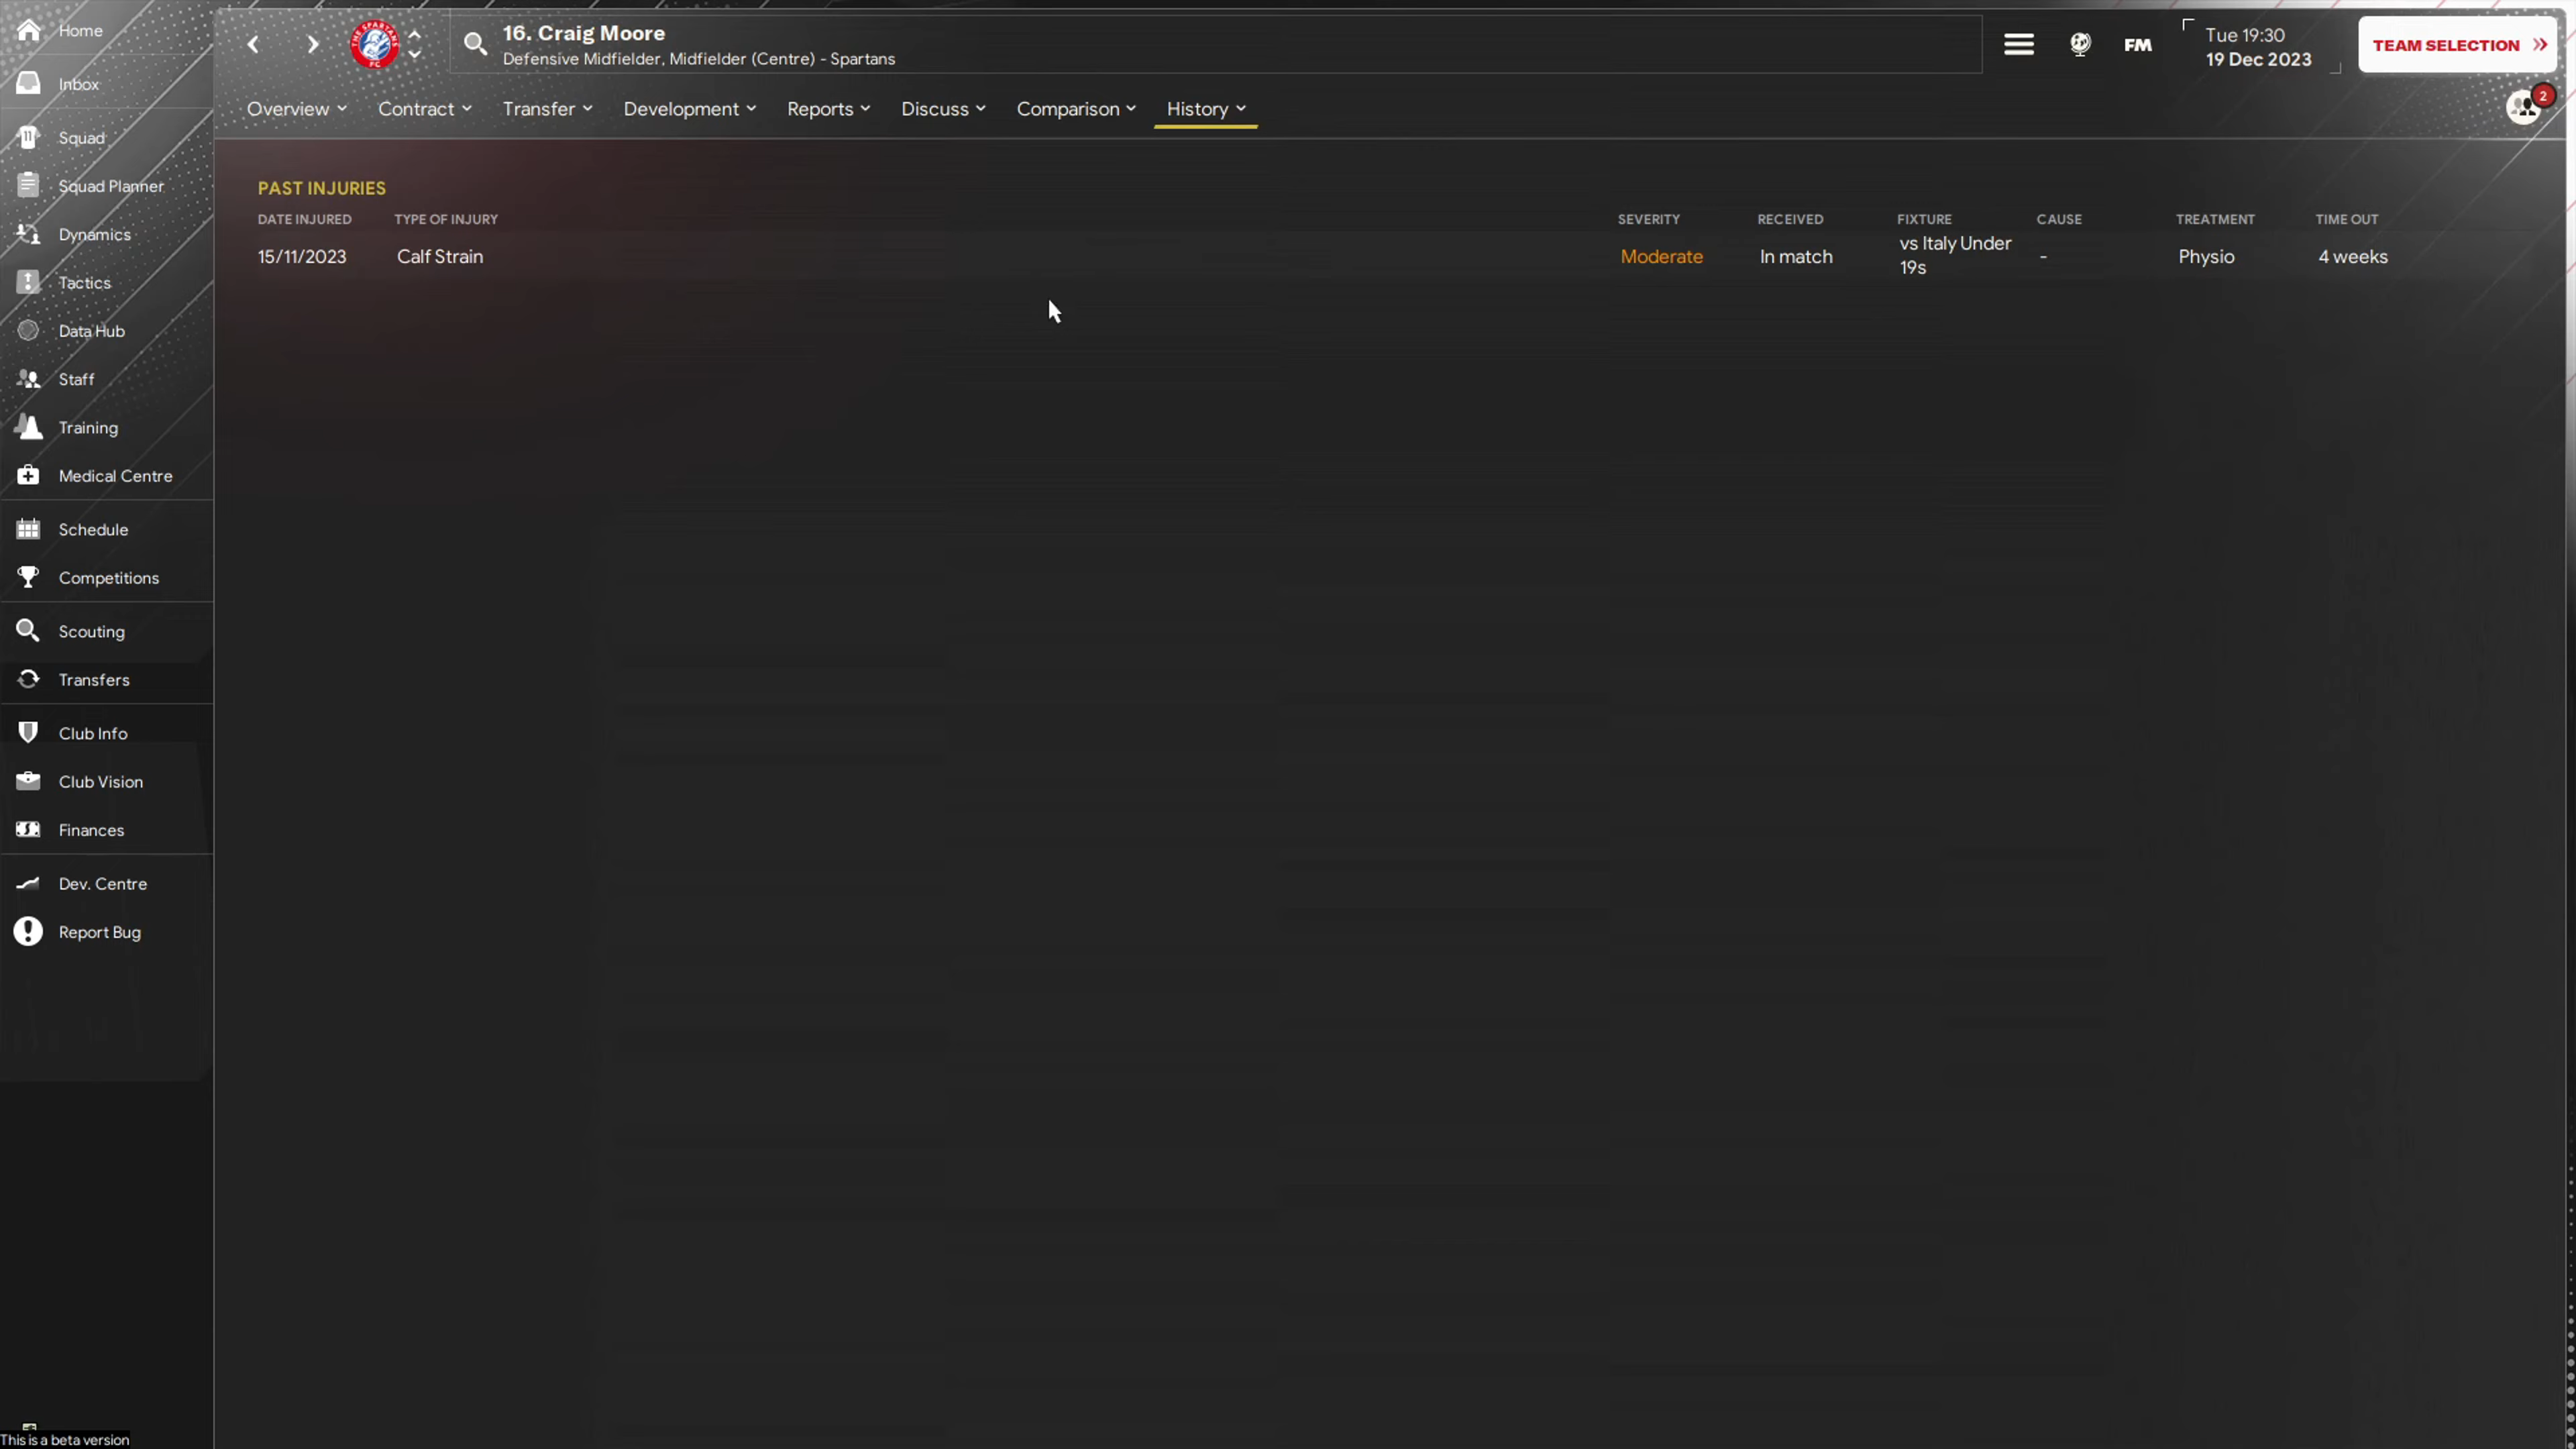 Home
Inbox
Squad
Squad Planner
Dynamics
Tactics
Data Hub
Staff
Training
Medical Centre
Schedule
Competitions
Scouting
Transfers
Club Info
Club Vision
Finances
Dev. Centre
Report Bug
This is a beta version
THE SPARTANS FC
16. Craig Moore
Defensive Midfielder, Midfielder (Centre) - Spartans
FM
Tue 19:30
19 Dec 2023
TEAM SELECTION
Overview Contract Transfer Development Reports Discuss Comparison History
2
PAST INJURIES
DATE INJURED TYPE OF INJURY SEVERITY RECEIVED FIXTURE CAUSE TREATMENT TIME OUT
15/11/2023 Calf Strain Moderate In match vs Italy Under 19s - Physio 4 weeks